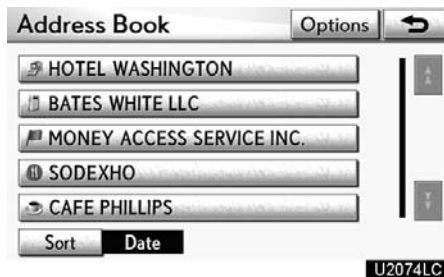 Address Book Options
HOTEL WASHINGTON
BATES WHITE LLC
MONEY ACCESS SERVICE INC.
SODEXHO
CAFE PHILLIPS
Sort Date
U2074LC